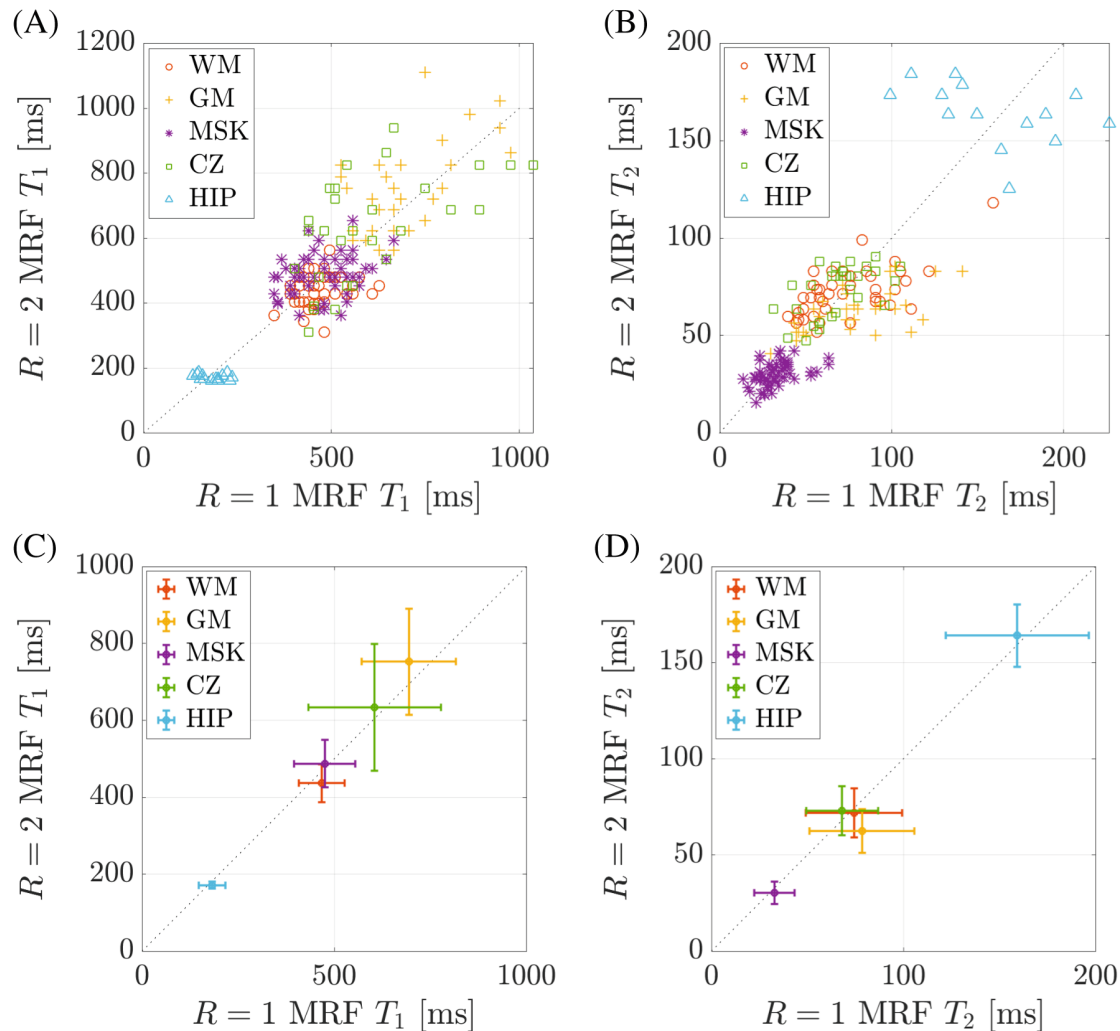 (A)
R = 2 MRF T₁ [ms]
1200
1000
800
600
400
200
0
WM
GM
MSK
CZ
HIP
0 500 1000
R = 1 MRF T₁ [ms]
(B)
R = 2 MRF T₂ [ms]
200
150
100
50
0
WM
GM
MSK
CZ
HIP
0 100 200
R = 1 MRF T₂ [ms]
(C)
R = 2 MRF T₁ [ms]
1000
800
600
400
200
0
WM
GM
MSK
CZ
HIP
0 500 1000
R = 1 MRF T₁ [ms]
(D)
R = 2 MRF T₂ [ms]
200
150
100
50
0
WM
GM
MSK
CZ
HIP
0 100 200
R = 1 MRF T₂ [ms]